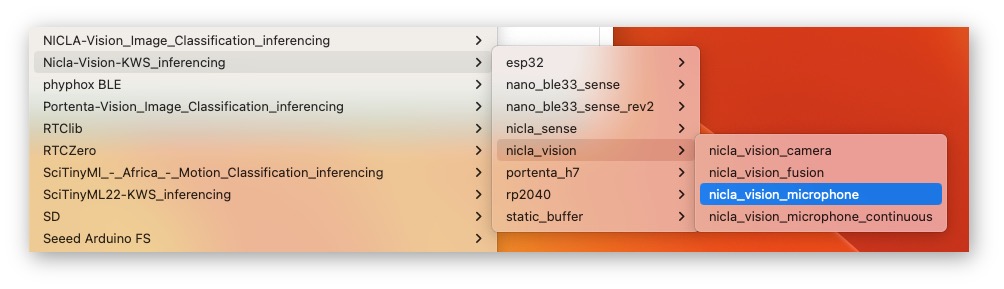 NICLA-Vision_Image_Classification_inferencing
Nicla-Vision-KWS_inferencing
phyphox BLE
Portenta-Vision_Image_Classification_inferencing
RTClib
RTCZero
SciTinyMl_-_Africa_-_Motion_Classification_inferencing
SciTinyML22-KWS_inferencing
SD
Seeed Arduino FS
esp32
nano_ble33_sense
nano_ble33_sense_rev2
nicla_sense
nicla_vision
portenta_h7
rp2040
static_buffer
nicla_vision_camera
nicla_vision_fusion
nicla_vision_microphone
nicla_vision_microphone_continuous